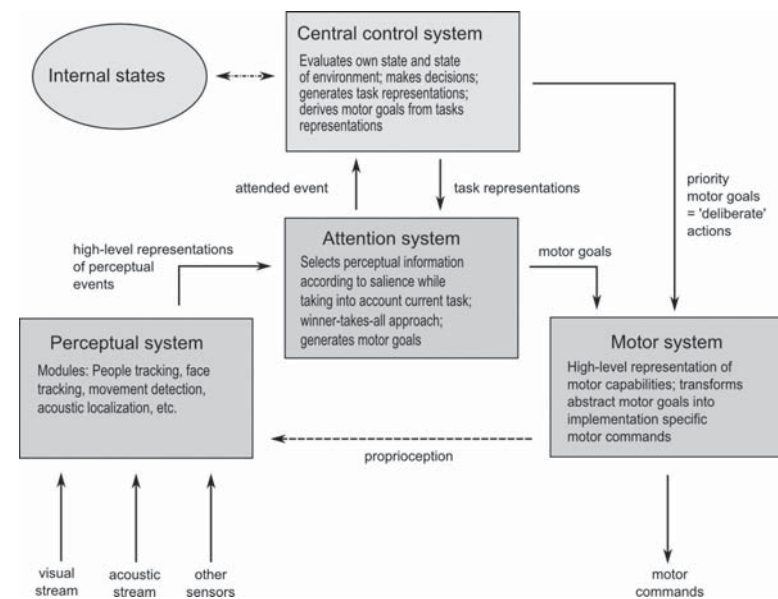 Central control system
Evaluates own state and state
of environment; makes decisions;
generates task representations;
derives motor goals from tasks
representations
Internal states
attended event
task representations
priority
motor goals
= 'deliberate'
actions
high-level representations
of perceptual
events
Attention system
Selects perceptual information
according to salience while
taking into account current task;
winner-takes-all approach;
generates motor goals
motor goals
Perceptual system
Modules: People tracking, face
tracking, movement detection,
acoustic localization, etc.
Motor system
High-level representation of
motor capabilities; transforms
abstract motor goals into
implementation specific
motor commands
proprioception
visual
stream
acoustic
stream
other
sensors
motor
commands